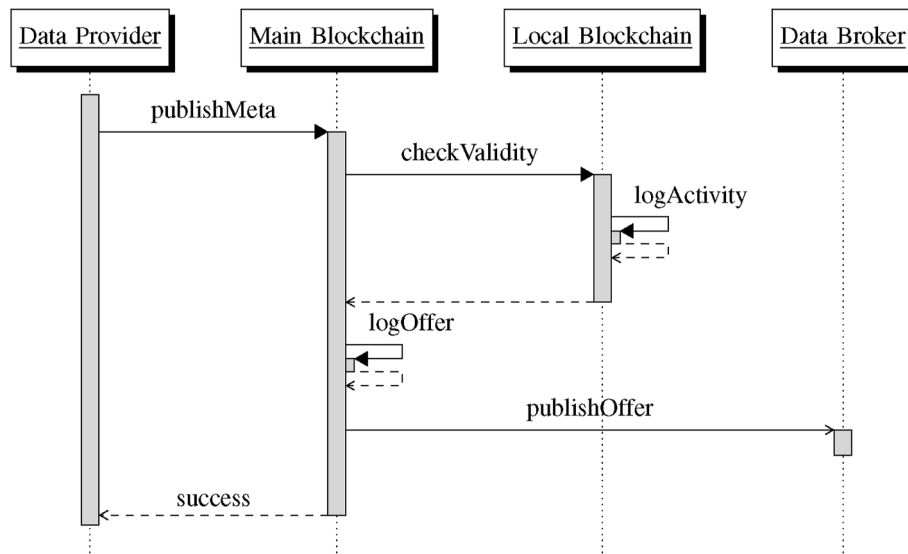 Data Provider
Main Blockchain
Local Blockchain
Data Broker
publishMeta
checkValidity
logActivity
logOffer
publishOffer
success